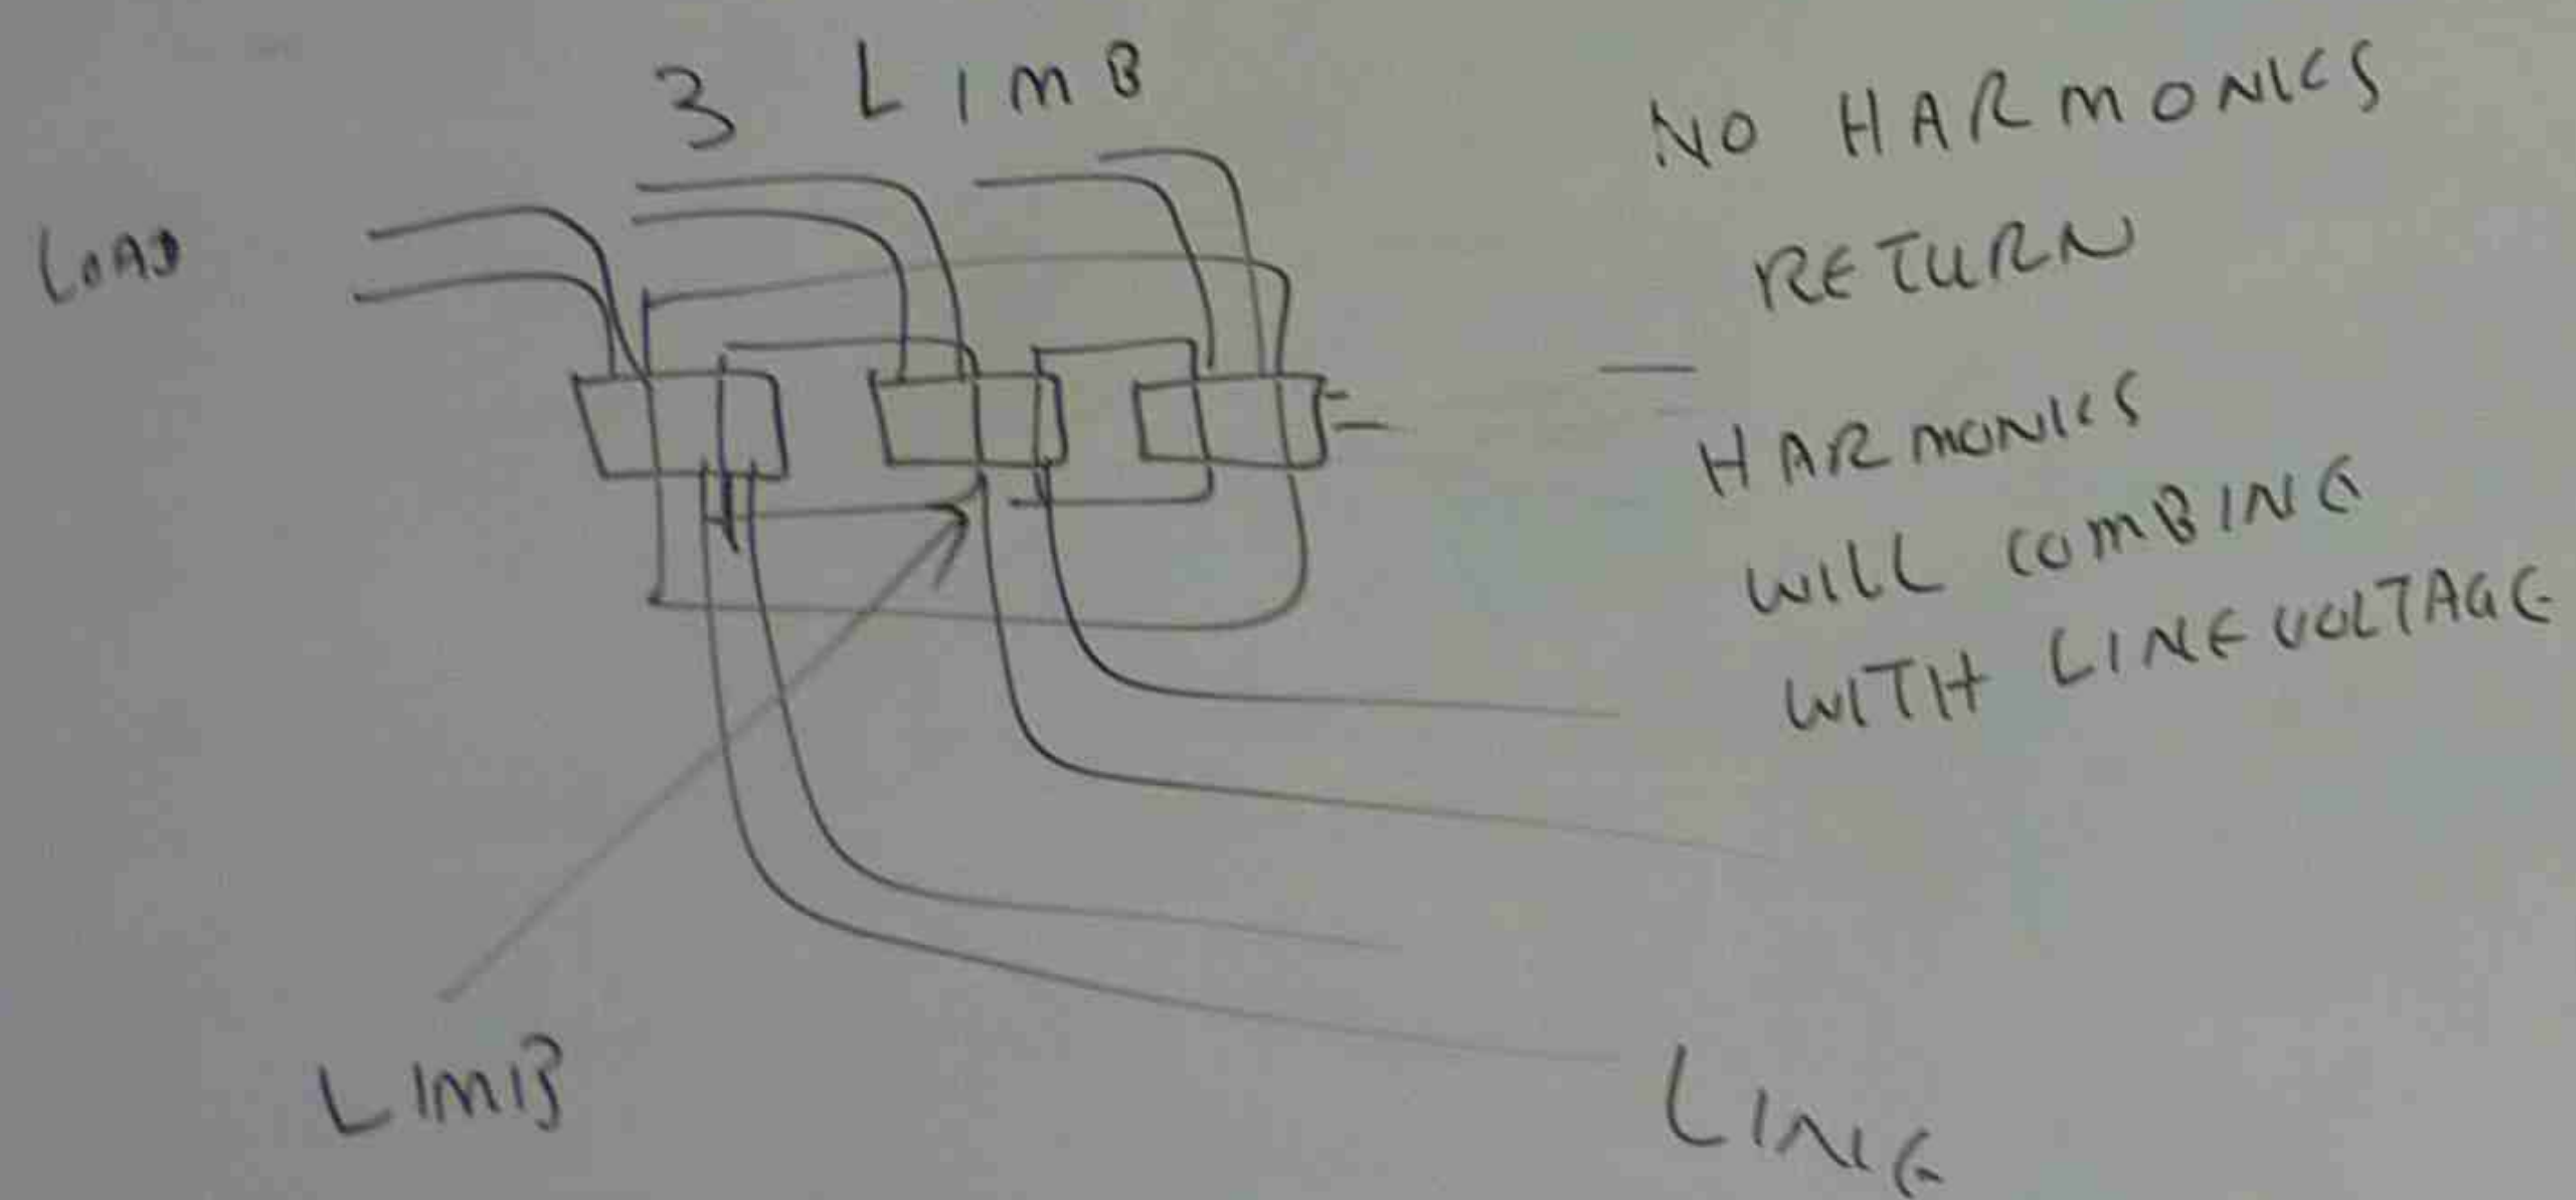 3 LIMB
LOAD
NO HARMONICS
RETURN
HARMONICS
WILL COMBINE
WITH LINE VOLTAGE
LIMB
LINE